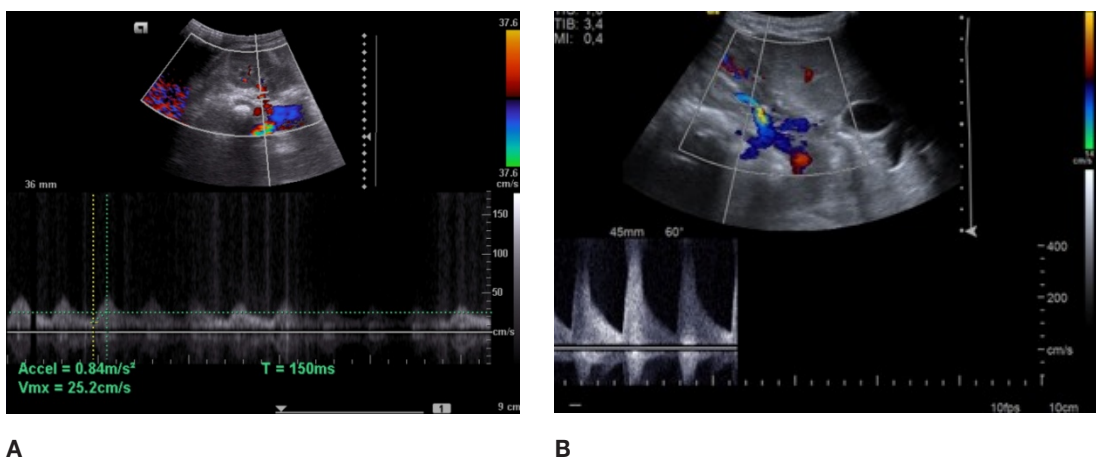 37.6
37.6
cm/s
36 mm
150
100
50
cm/s
Accel = 0.84m/s²
T = 150ms
Vmx = 25.2cm/s
1
9 cm
TIB: 3,4
MI: 0,4
cm/s
45mm 60°
400
200
cm/s
10fps 10cm
A
B